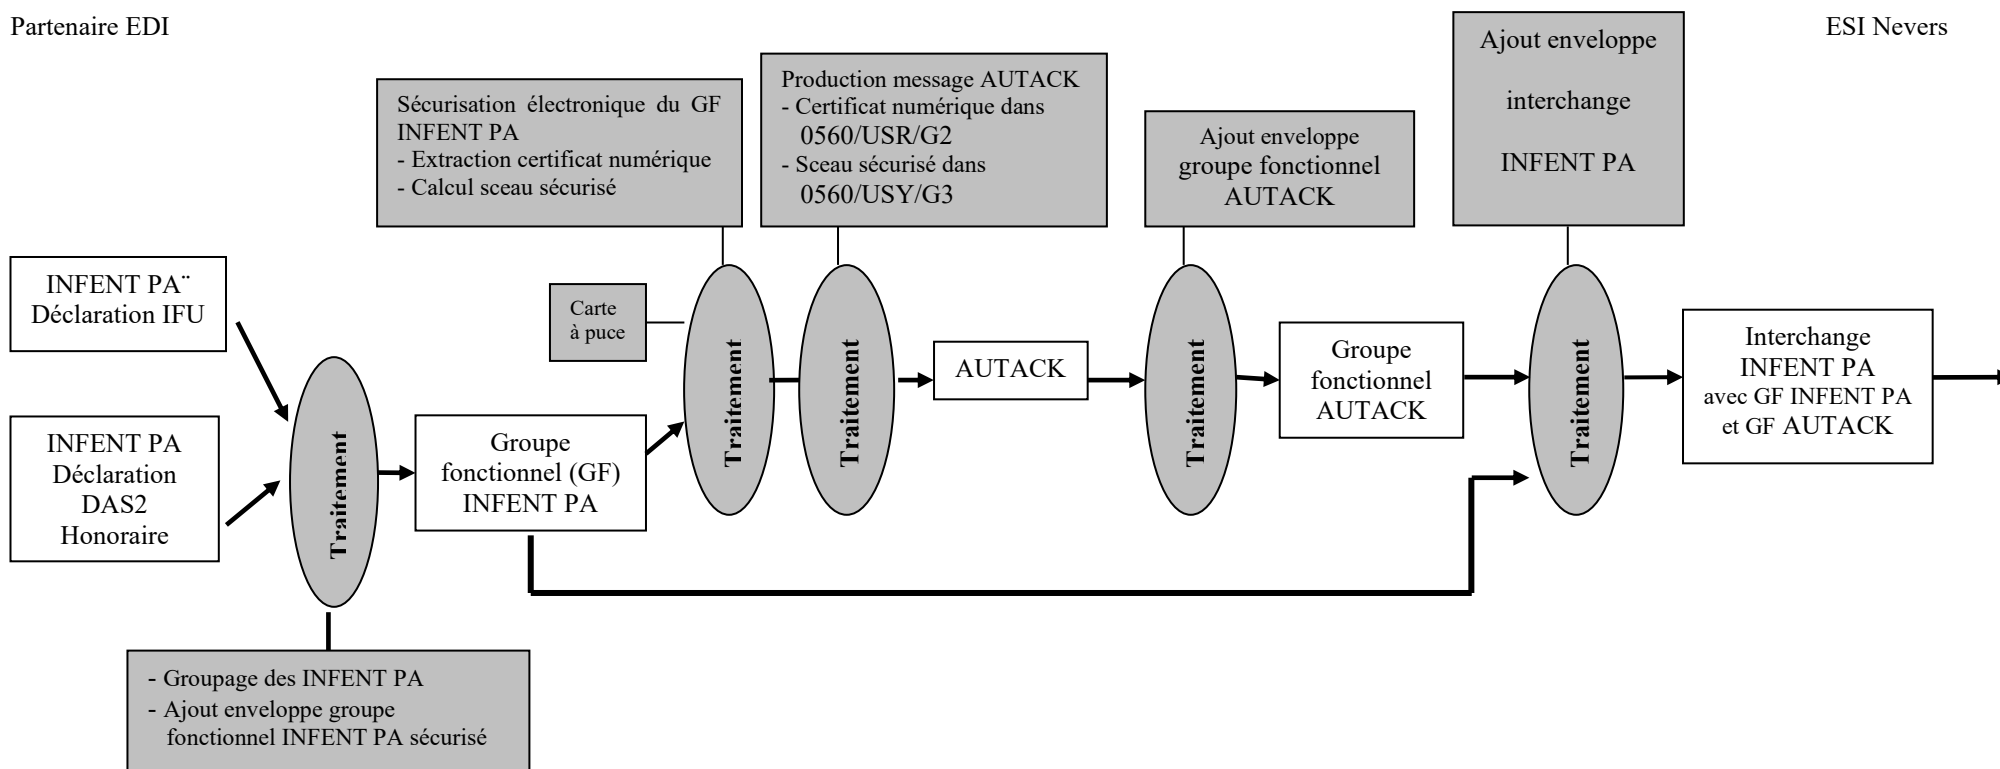 Partenaire EDI
ESI Nevers
Sécurisation électronique du GF
INFENT PA
- Extraction certificat numérique
- Calcul sceau sécurisé
Production message AUTACK
- Certificat numérique dans
0560/USR/G2
- Sceau sécurisé dans
0560/USY/G3
Ajout enveloppe
groupe fonctionnel
AUTACK
Ajout enveloppe
interchange
INFENT PA
INFENT PA¨
Déclaration IFU
INFENT PA
Déclaration
DAS2
Honoraire
Traitement
Groupe
fonctionnel (GF)
INFENT PA
Carte
à puce
Traitement
Traitement
AUTACK
Traitement
Groupe
fonctionnel
AUTACK
Traitement
Interchange
INFENT PA
avec GF INFENT PA
et GF AUTACK
- Groupage des INFENT PA
- Ajout enveloppe groupe
fonctionnel INFENT PA sécurisé